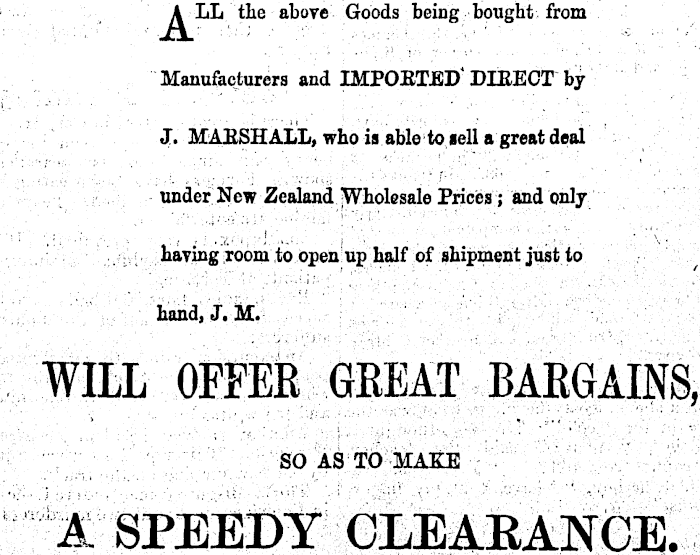 ALL the above Goods being bought from
Manufacturers and IMPORTED DIRECT by
J. MARSHALL, who is able to sell a great deal
under New Zealand Wholesale Prices ; and only
having room to open up half of shipment just to
hand, J. M.
WILL OFFER GREAT BARGAINS,
SO AS TO MAKE
A SPEEDY CLEARANCE.